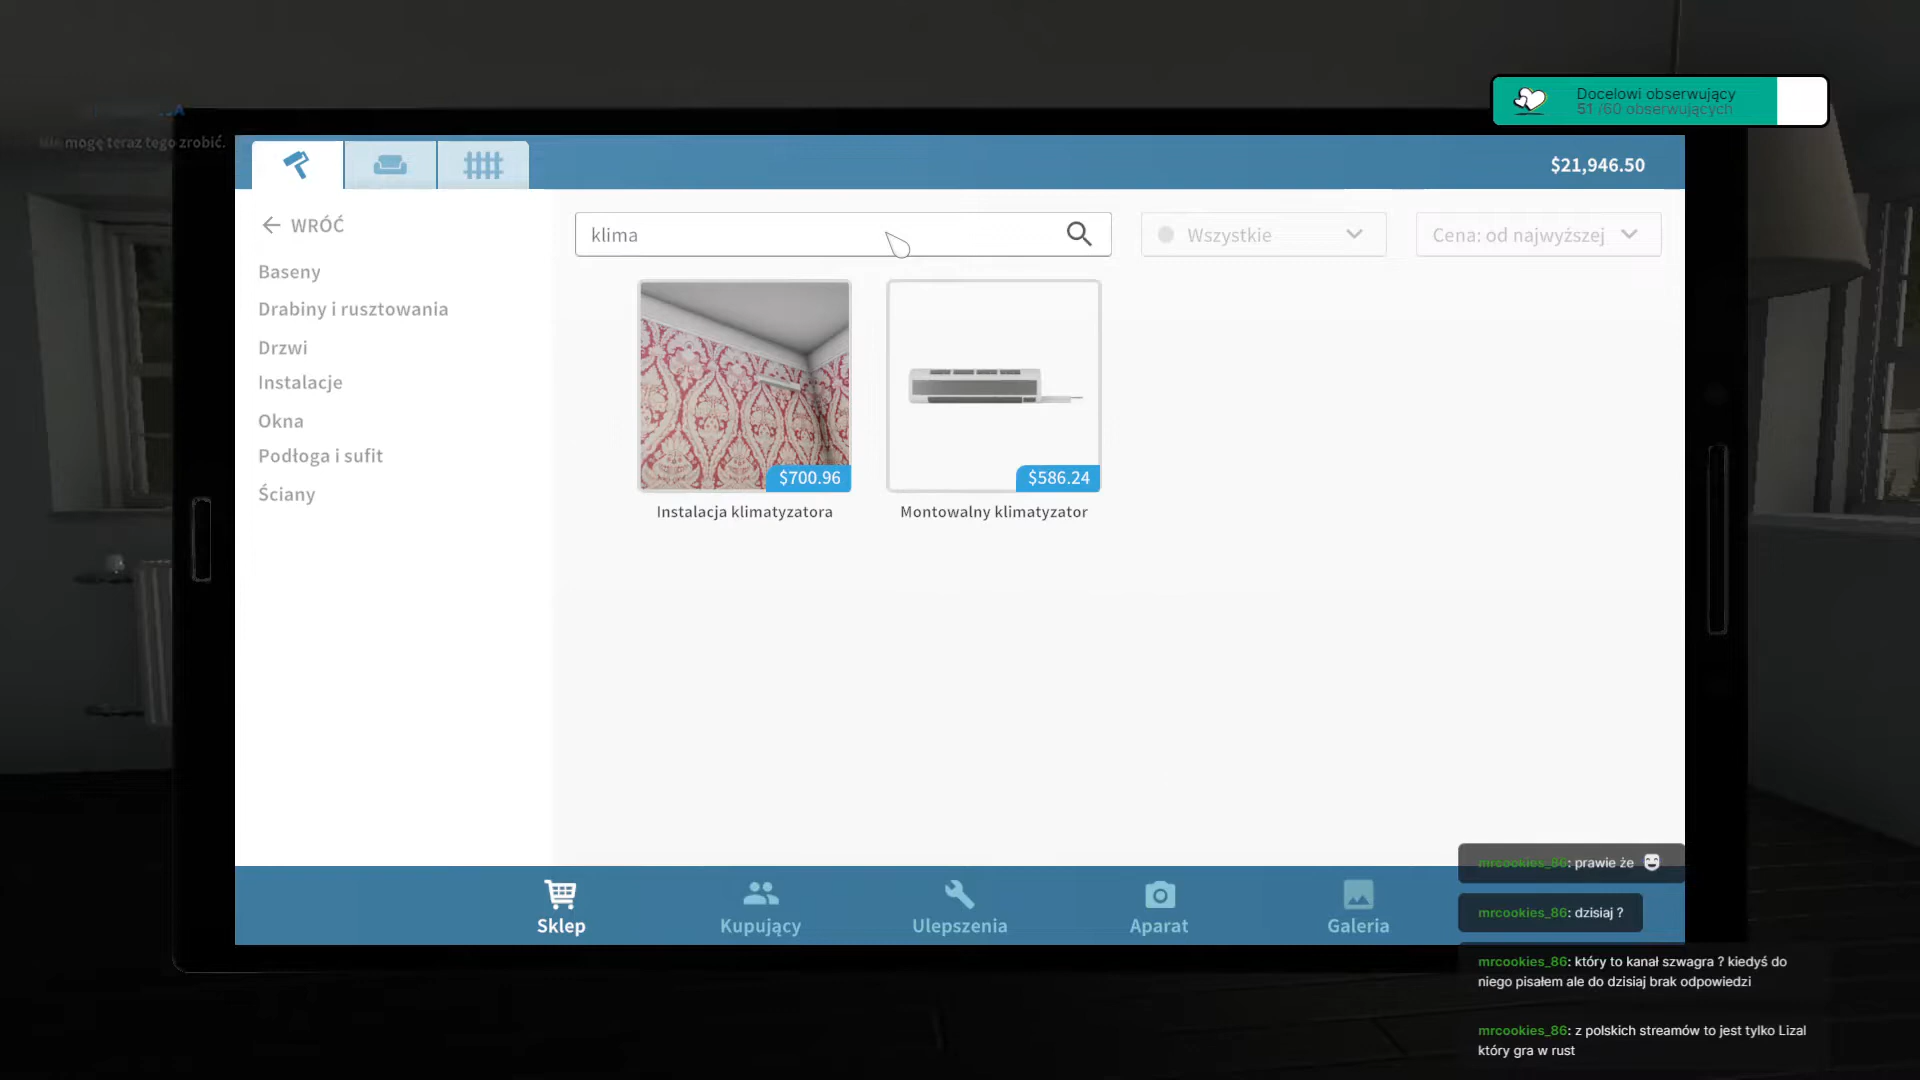 Docelowi obserwujący
51 /60 obserwujących
mogę teraz tego zrobić.
$21,946.50
WRÓĆ
klima
Wszystkie
Cena: od najwyższej
Baseny
Drabiny i rusztowania
Drzwi
Instalacje
Okna
Podłoga i sufit
Ściany
$700.96
$586.24
Instalacja klimatyzatora
Montowalny klimatyzator
mrcookies_86: prawie że
mrcookies_86: dzisiaj ?
mrcookies_86: który to kanał szwagra ? kiedyś do
niego pisałem ale do dzisiaj brak odpowiedzi
mrcookies_86: z polskich streamów to jest tylko Lizal
który gra w rust
Sklep
Kupujący
Ulepszenia
Aparat
Galeria